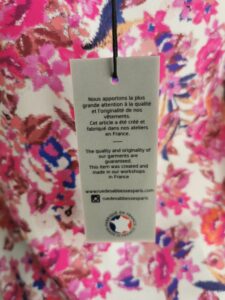 Nous apportons la plus
grande attention à la qualité
et l'originalité de nos
vêtements.
Cet article a été créé et
fabriqué dans nos ateliers
en France.
The quality and originality of
our garments are
guaranteed.
This item was created and
made in our workshops
in France
www.ruedesabbessesparis.com
ruedesabbessesparis